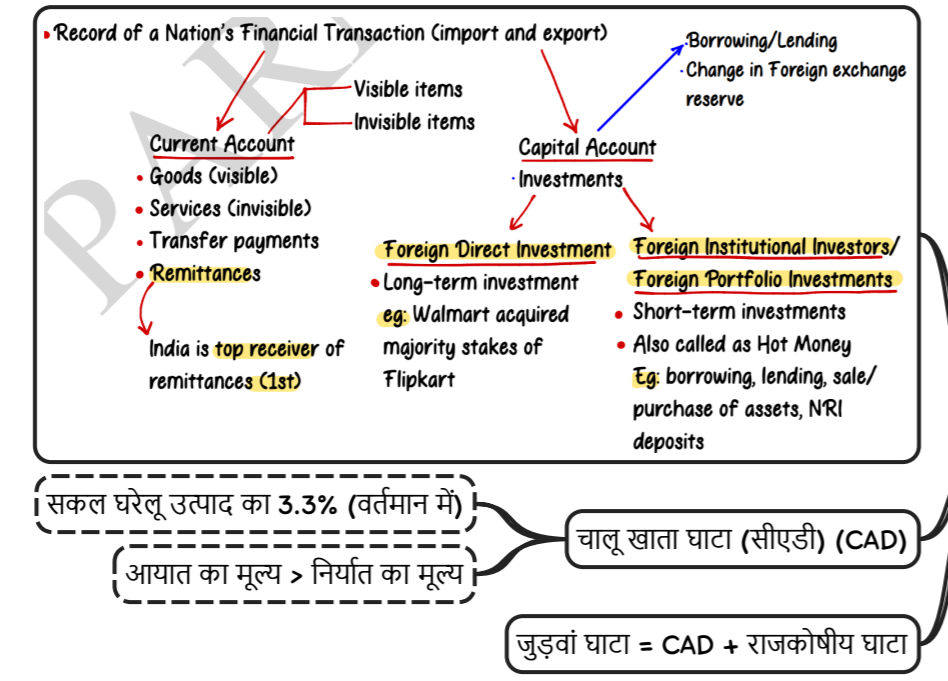 • Record of a Nation's Financial Transaction (import and export)
• Borrowing/Lending
• Change in Foreign exchange
reserve
Visible items
Invisible items
Current Account
• Goods (visible)
• Services (invisible)
• Transfer payments
• Remittances
India is top receiver of
remittances (1st)
Capital Account
• Investments
Foreign Direct Investment
• Long-term investment
eg: Walmart acquired
majority stakes of
Flipkart
Foreign Institutional Investors/
Foreign Portfolio Investments
• Short-term investments
• Also called as Hot Money
Eg: borrowing, lending, sale/
purchase of assets, NRI
deposits
सकल घरेलू उत्पाद का 3.3% (वर्तमान में)
आयात का मूल्य > निर्यात का मूल्य
चालू खाता घाटा (सीएडी) (CAD)
जुड़वां घाटा = CAD + राजकोषीय घाटा